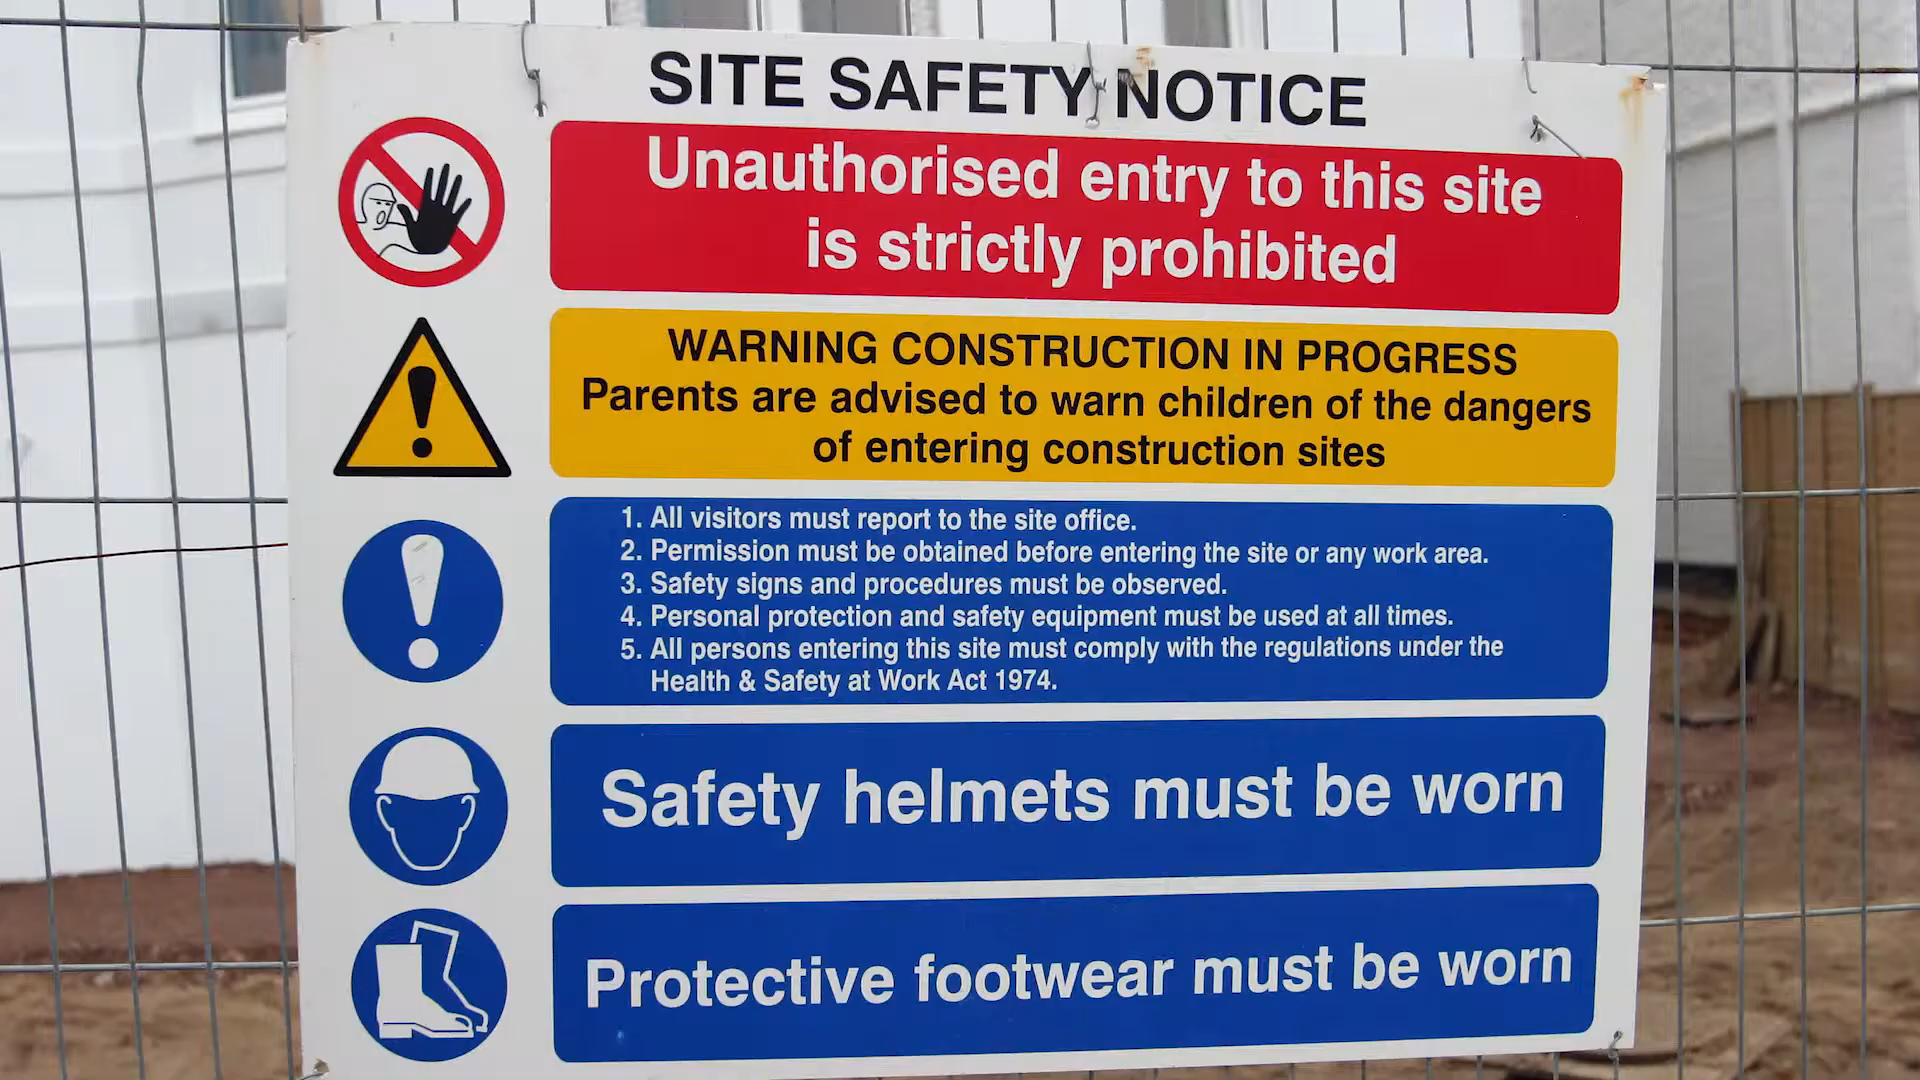 SITE SAFETY NOTICE
Unauthorised entry to this site
is strictly prohibited
WARNING CONSTRUCTION IN PROGRESS
Parents are advised to warn children of the dangers
of entering construction sites
1. All visitors must report to the site office.
2. Permission must be obtained before entering the site or any work area.
3. Safety signs and procedures must be observed.
4. Personal protection and safety equipment must be used at all times.
5. All persons entering this site must comply with the regulations under the
Health & Safety at Work Act 1974.
Safety helmets must be worn
Protective footwear must be worn